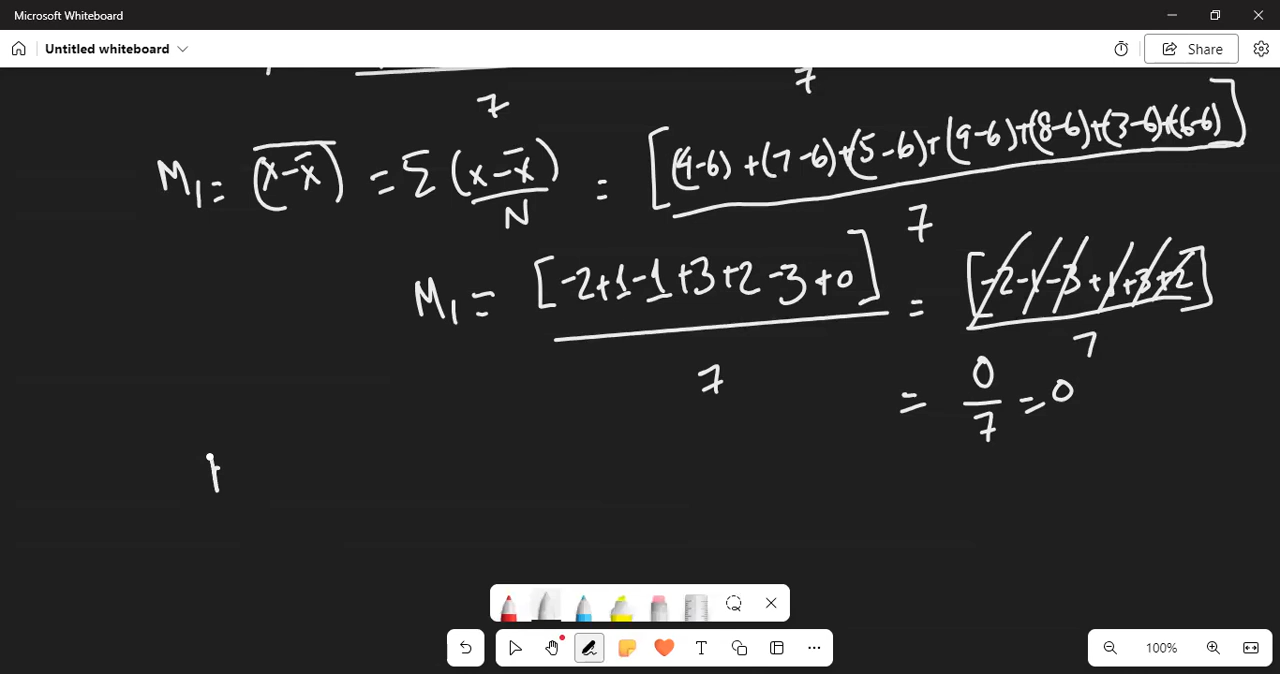 Microsoft Whiteboard
Untitled whiteboard
Share
7
7
M₁ = \overline{(x-x̄)} = Σ(x-x̄)/N = [(4-6)+(7-6)+(5-6)+(9-6)+(8-6)+(3-6)+(6-6)]/7
M₁ = [-2+1-1+3+2-3+0]/7 = [-2-1-3+1+3+2]/7
= 0/7 = 0
100%